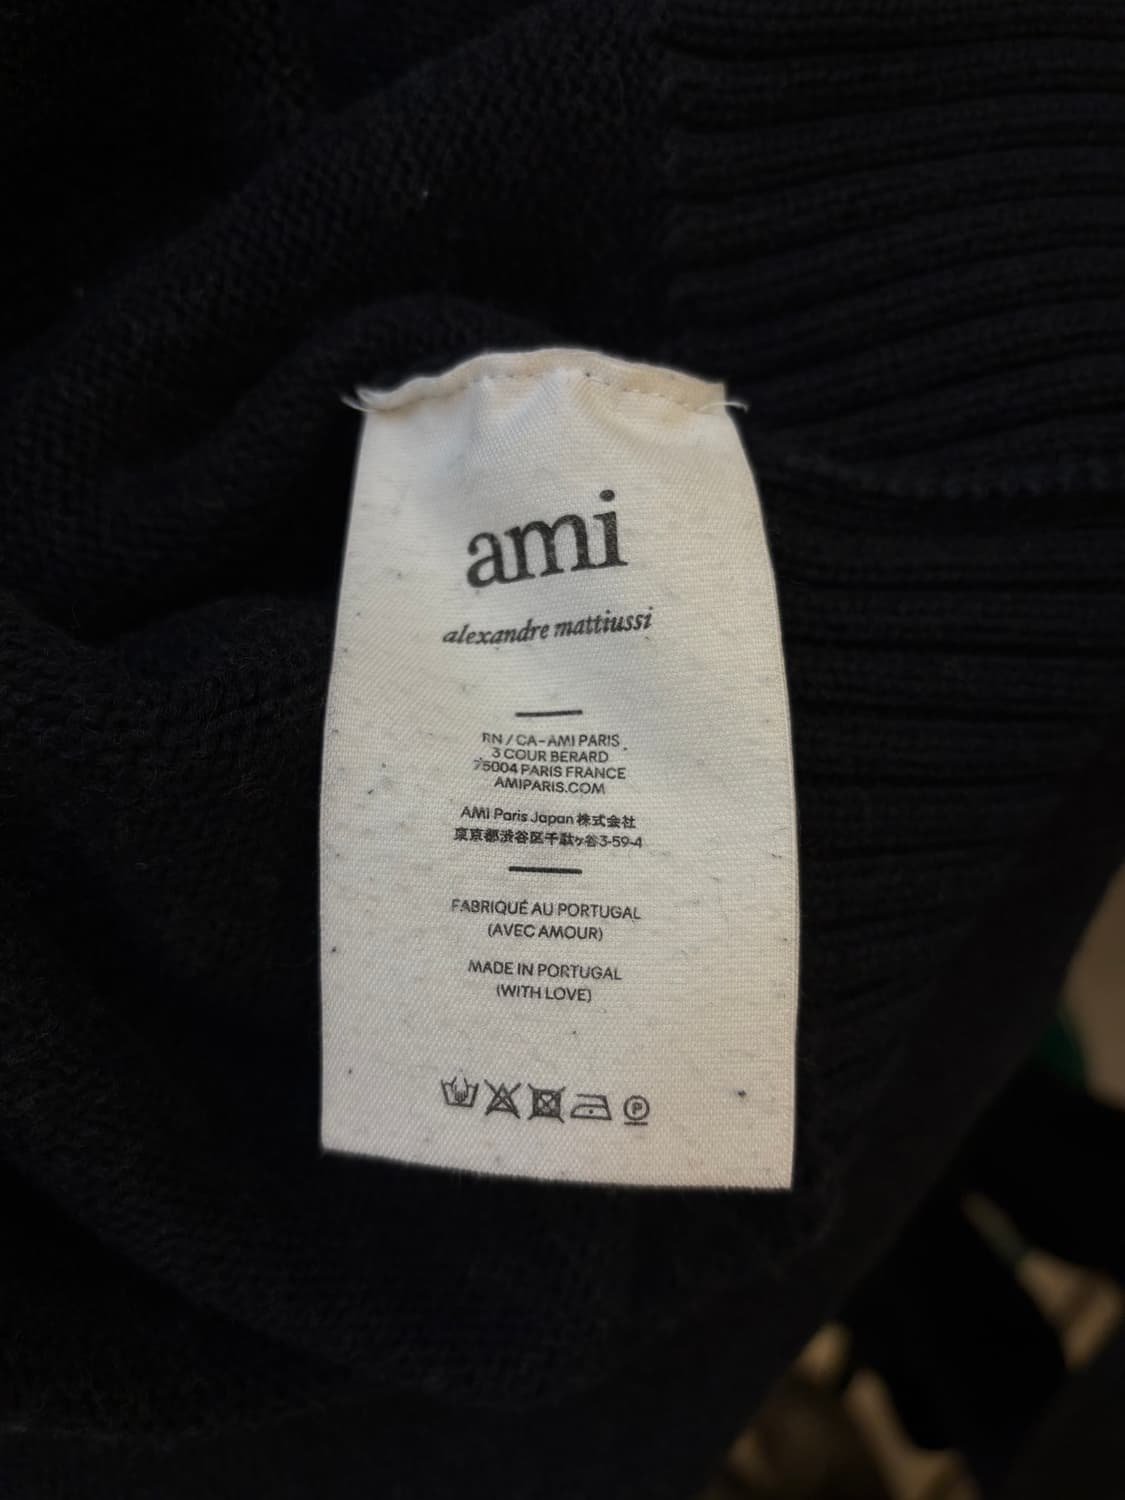 ami
alexandre mattiussi
RN / CA-AMI PARIS
3 COUR BERARD
75004 PARIS FRANCE
AMIPARIS.COM
AMI Paris Japan 株式会社
東京都渋谷区千駄ヶ谷3-59-4
FABRIQUÉ AU PORTUGAL
(AVEC AMOUR)
MADE IN PORTUGAL
(WITH LOVE)
P